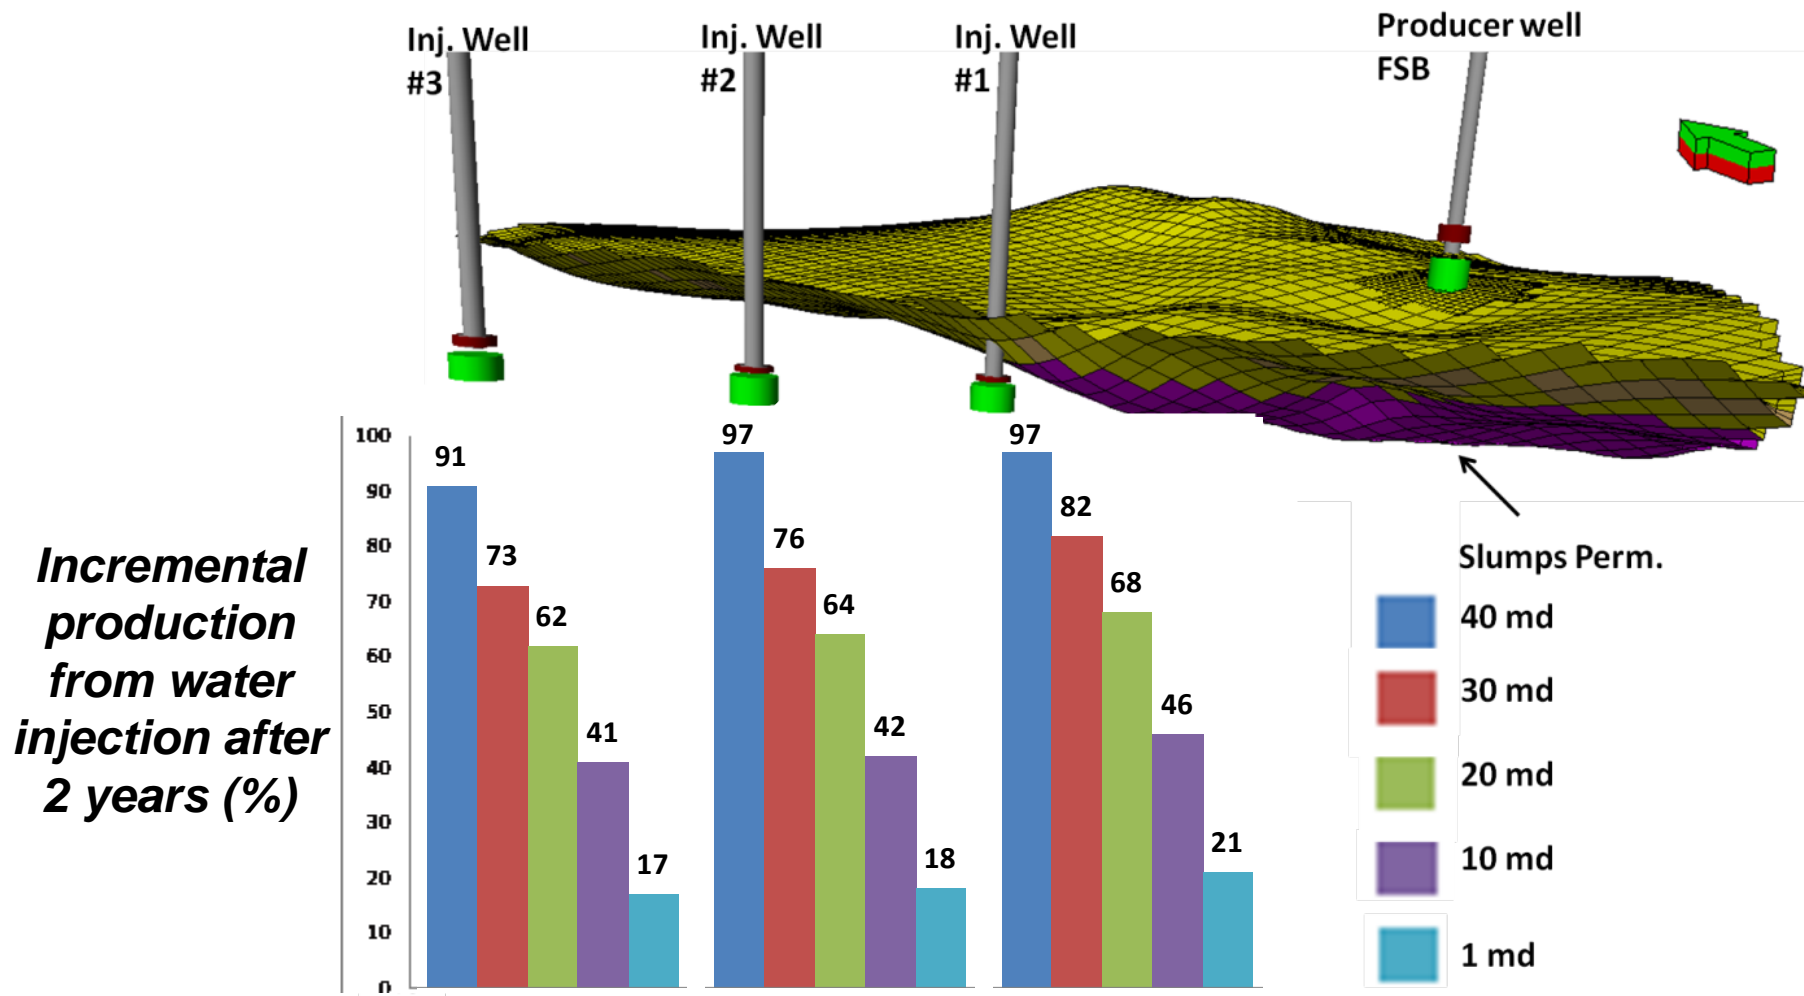 Inj. Well
#3
Inj. Well
#2
Inj. Well
#1
Producer well
FSB
Incremental
production
from water
injection after
2 years (%)
100
90
80
70
60
50
40
30
20
10
0
91
73
62
41
17
97
76
64
42
18
97
82
68
46
21
Slumps Perm.
40 md
30 md
20 md
10 md
1 md